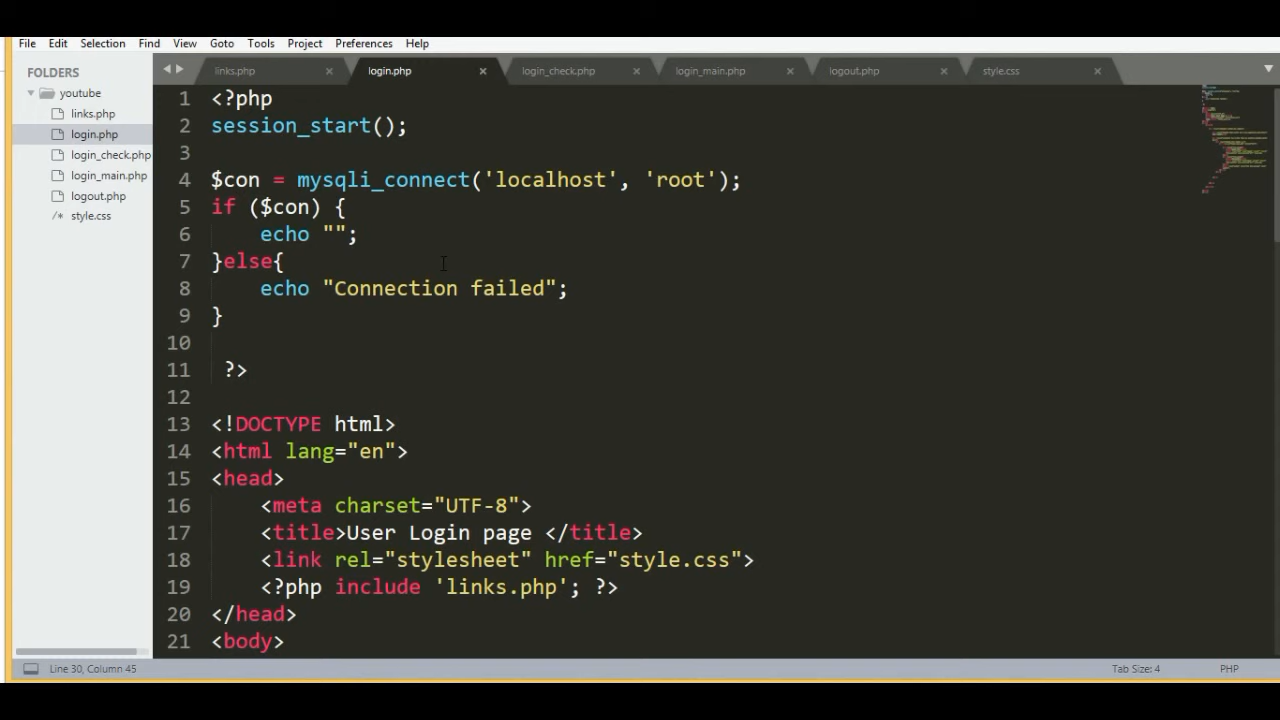 File Edit Selection Find View Goto Tools Project Preferences Help
FOLDERS
youtube
links.php
login.php
login_check.php
login_main.php
logout.php
/* style.css
links.php × login.php × login_check.php × login_main.php × logout.php × style.css ×
1 <?php
2 session_start();
3
4 $con = mysqli_connect('localhost', 'root');
5 if ($con) {
6 echo "";
7 }else{
8 echo "Connection failed";
9 }
10
11 ?>
12
13 <!DOCTYPE html>
14 <html lang="en">
15 <head>
16 <meta charset="UTF-8">
17 <title>User Login page </title>
18 <link rel="stylesheet" href="style.css">
19 <?php include 'links.php'; ?>
20 </head>
21 <body>
Line 30, Column 45 Tab Size: 4 PHP